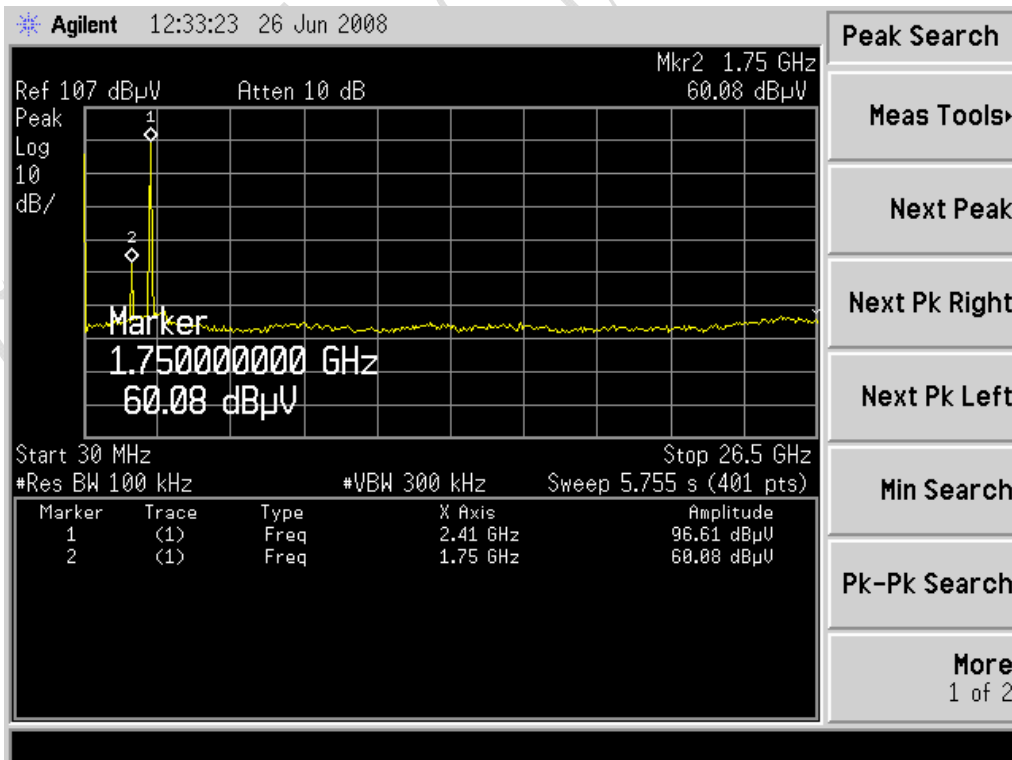 Agilent 12:33:23 26 Jun 2008
Peak Search
Mkr2 1.75 GHz
Ref 107 dBµV Atten 10 dB 60.08 dBµV
Peak
Log
10
dB/
1
2
Marker
1.750000000 GHz
60.08 dBµV
Start 30 MHz Stop 26.5 GHz
#Res BW 100 kHz #VBW 300 kHz Sweep 5.755 s (401 pts)
Marker Trace Type X Axis Amplitude
1 (1) Freq 2.41 GHz 96.61 dBµV
2 (1) Freq 1.75 GHz 60.08 dBµV
Meas Tools
Next Peak
Next Pk Right
Next Pk Left
Min Search
Pk-Pk Search
More
1 of 2